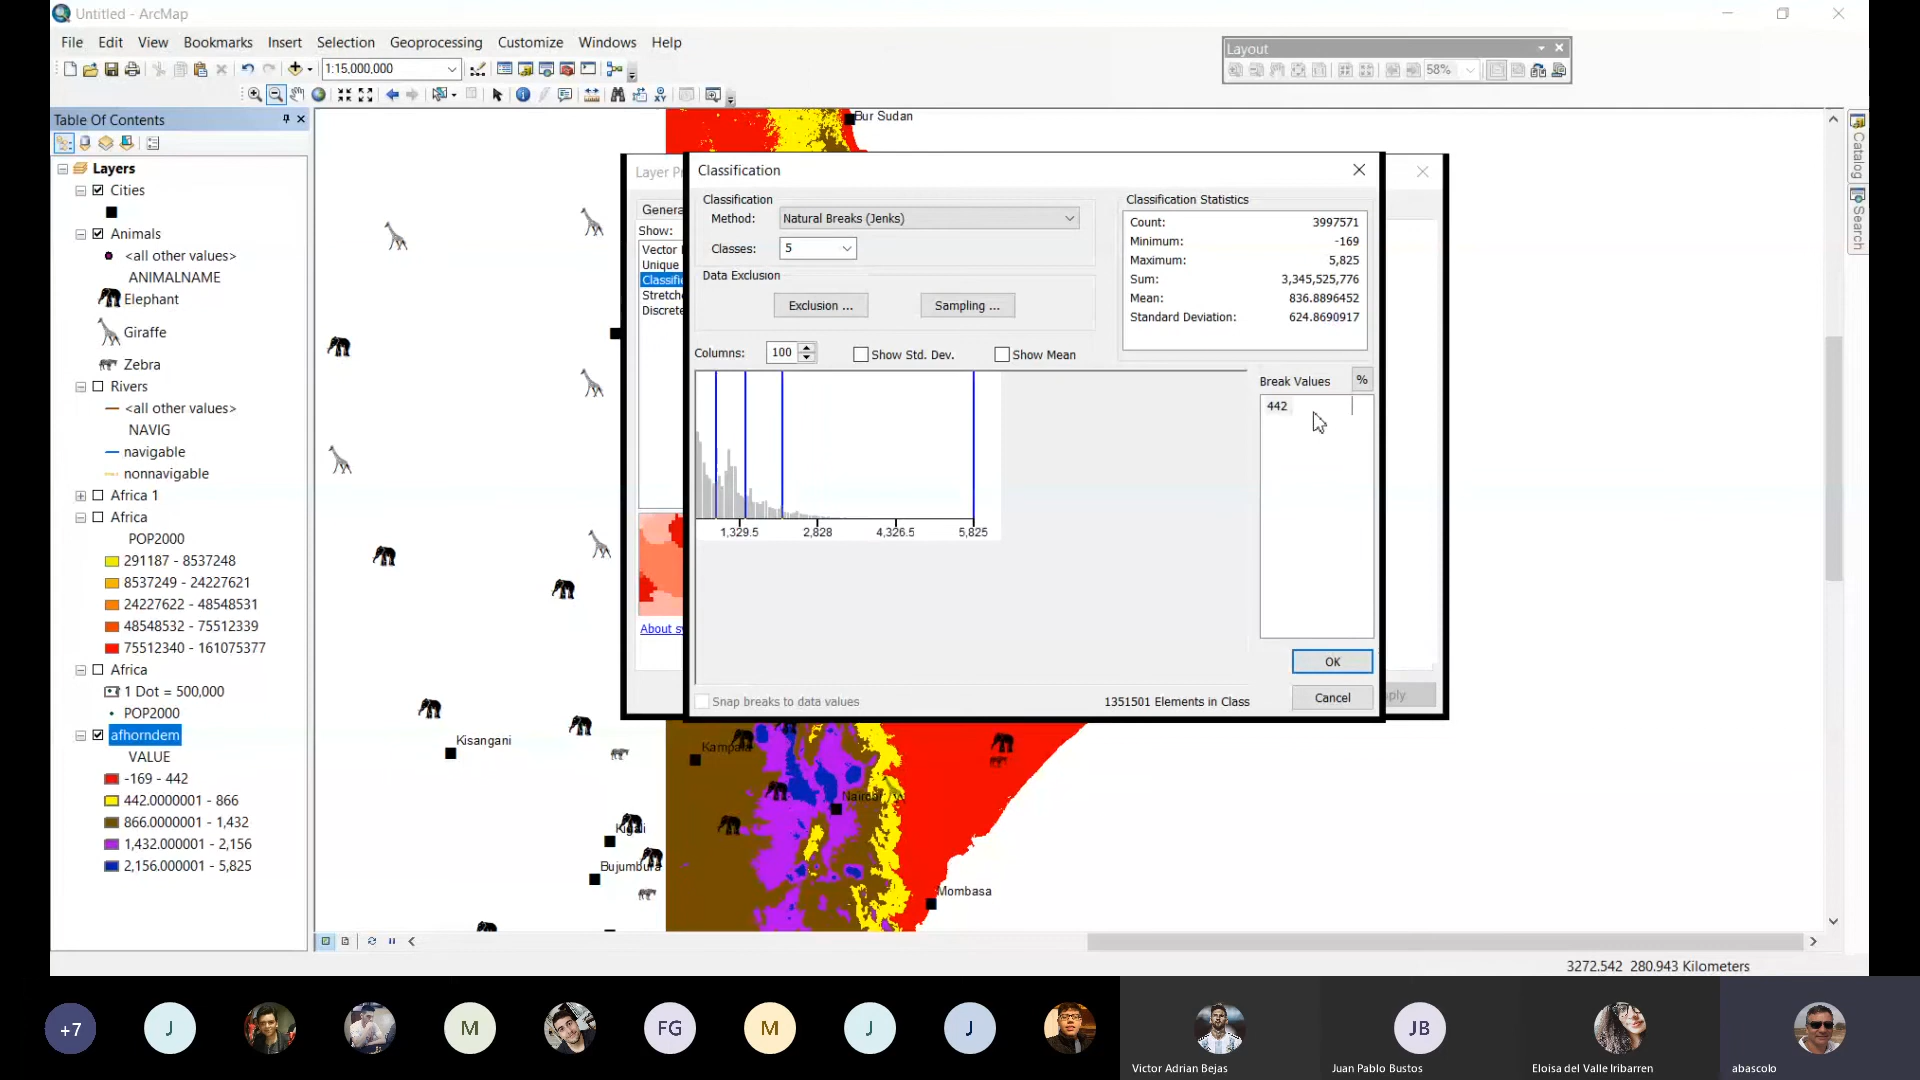 Untitled - ArcMap
File Edit View Bookmarks Insert Selection Geoprocessing Customize Windows Help
1:15,000,000
Layout
58%
Table Of Contents
Layers
Cities
Animals
<all other values>
ANIMALNAME
Elephant
Giraffe
Zebra
Rivers
<all other values>
NAVIG
navigable
nonnavigable
Africa 1
Africa
POP2000
291187 - 8537248
8537249 - 24227621
24227622 - 48548531
48548532 - 75512339
75512340 - 161075377
Africa
1 Dot = 500,000
POP2000
afhorndem
VALUE
-169 - 442
442.0000001 - 866
866.0000001 - 1,432
1,432.000001 - 2,156
2,156.000001 - 5,825
Bur Sudan
Kisangani
Kampala
Nairobi
Kigali
Bujumbura
Mombasa
Layer P
Genera
Show:
Vector
Unique
Classifi
Stretch
Discret
About s
Classification
Classification
Method: Natural Breaks (Jenks)
Classes: 5
Data Exclusion
Exclusion ... Sampling ...
Columns: 100 Show Std. Dev. Show Mean
Classification Statistics
Count: 3997571
Minimum: -169
Maximum: 5,825
Sum: 3,345,525,776
Mean: 836.8896452
Standard Deviation: 624.8690917
Break Values %
442
1,329.5 2,828 4,326.5 5,825
OK
Snap breaks to data values 1351501 Elements in Class Cancel
ply
Catalog
Search
3272.542 280.943 Kilometers
+7 J M FG M J J JB
Victor Adrian Bejas Juan Pablo Bustos Eloisa del Valle Iribarren abascolo